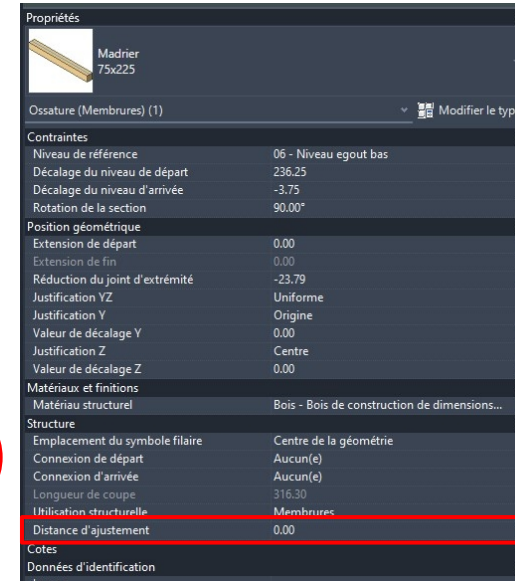 Propriétés
Madrier
75x225
Ossature (Membrures) (1) Modifier le typ
Contraintes
Niveau de référence 06 - Niveau egout bas
Décalage du niveau de départ 236.25
Décalage du niveau d'arrivée -3.75
Rotation de la section 90.00°
Position géométrique
Extension de départ 0.00
Extension de fin 0.00
Réduction du joint d'extrémité -23.79
Justification YZ Uniforme
Justification Y Origine
Valeur de décalage Y 0.00
Justification Z Centre
Valeur de décalage Z 0.00
Matériaux et finitions
Matériau structurel Bois - Bois de construction de dimensions...
Structure
Emplacement du symbole filaire Centre de la géométrie
Connexion de départ Aucun(e)
Connexion d'arrivée Aucun(e)
Longueur de coupe 316.30
Utilisation structurelle Membrures
Distance d'ajustement 0.00
Cotes
Données d'identification